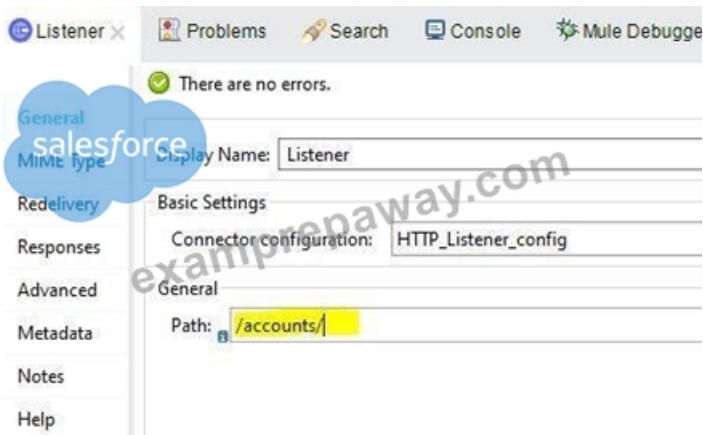 Listener Problems Search Console Mule Debugge
There are no errors.
General
salesforce
MIME Type Display Name: Listener
examprepaway.com
Redelivery Basic Settings
Responses Connector configuration: HTTP_Listener_config
Advanced General
Metadata Path: /accounts/
Notes
Help